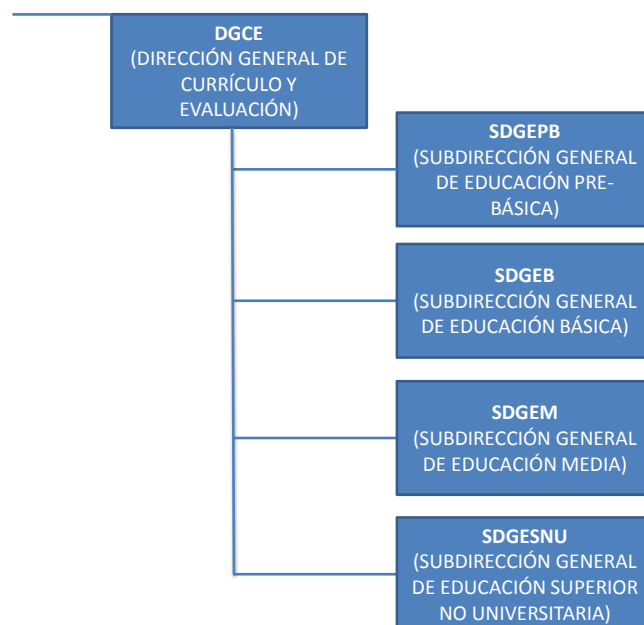 DGCE
(DIRECCIÓN GENERAL DE
CURRÍCULO Y
EVALUACIÓN)
SDGEPB
(SUBDIRECCIÓN GENERAL
DE EDUCACIÓN PRE-
BÁSICA)
SDGEB
(SUBDIRECCIÓN GENERAL
DE EDUCACIÓN BÁSICA)
SDGEM
(SUBDIRECCIÓN GENERAL
DE EDUCACIÓN MEDIA)
SDGESNU
(SUBDIRECCIÓN GENERAL
DE EDUCACIÓN SUPERIOR
NO UNIVERSITARIA)